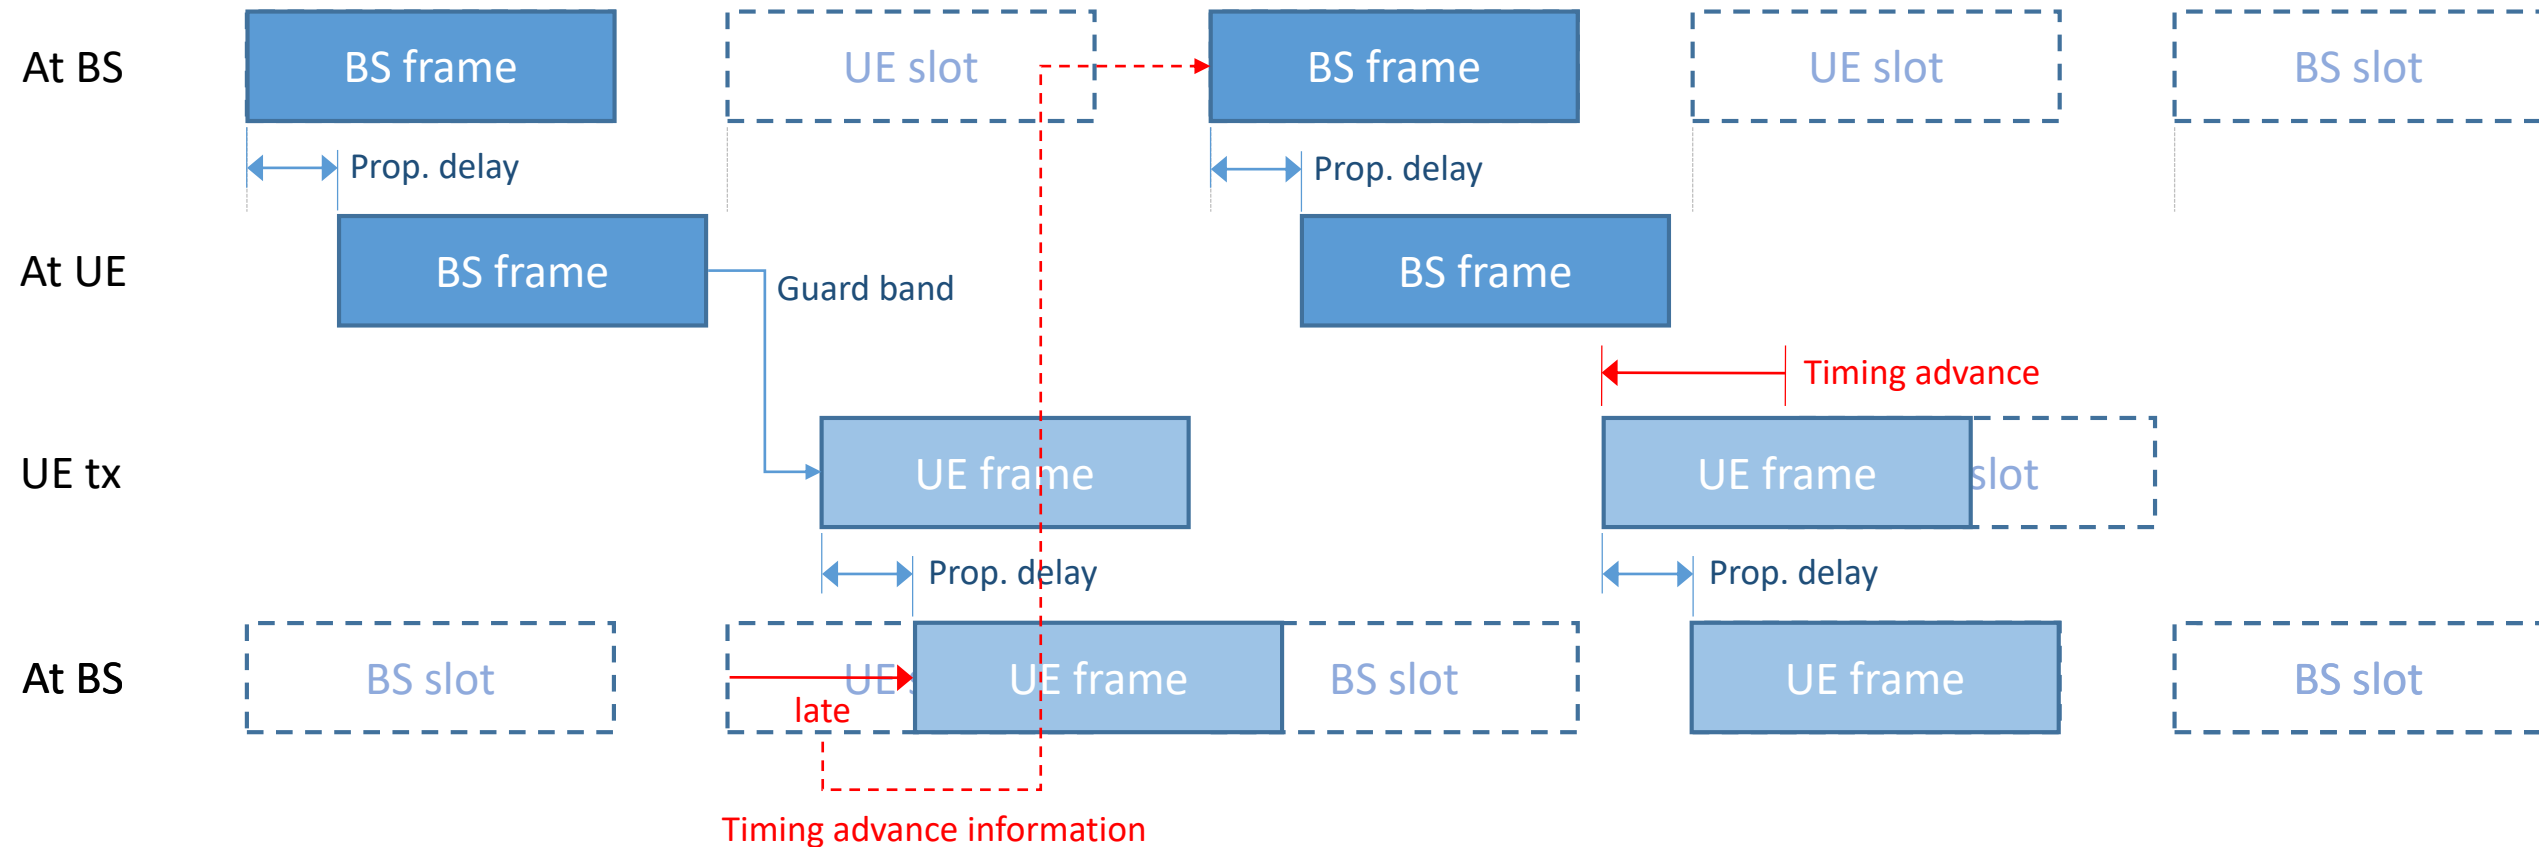 At BS
BS frame
UE slot
BS frame
UE slot
BS slot
Prop. delay
Prop. delay
At UE
BS frame
Guard band
BS frame
Timing advance
UE tx
UE frame
UE frame
slot
Prop. delay
Prop. delay
At BS
BS slot
UE
UE frame
BS slot
UE frame
BS slot
late
Timing advance information